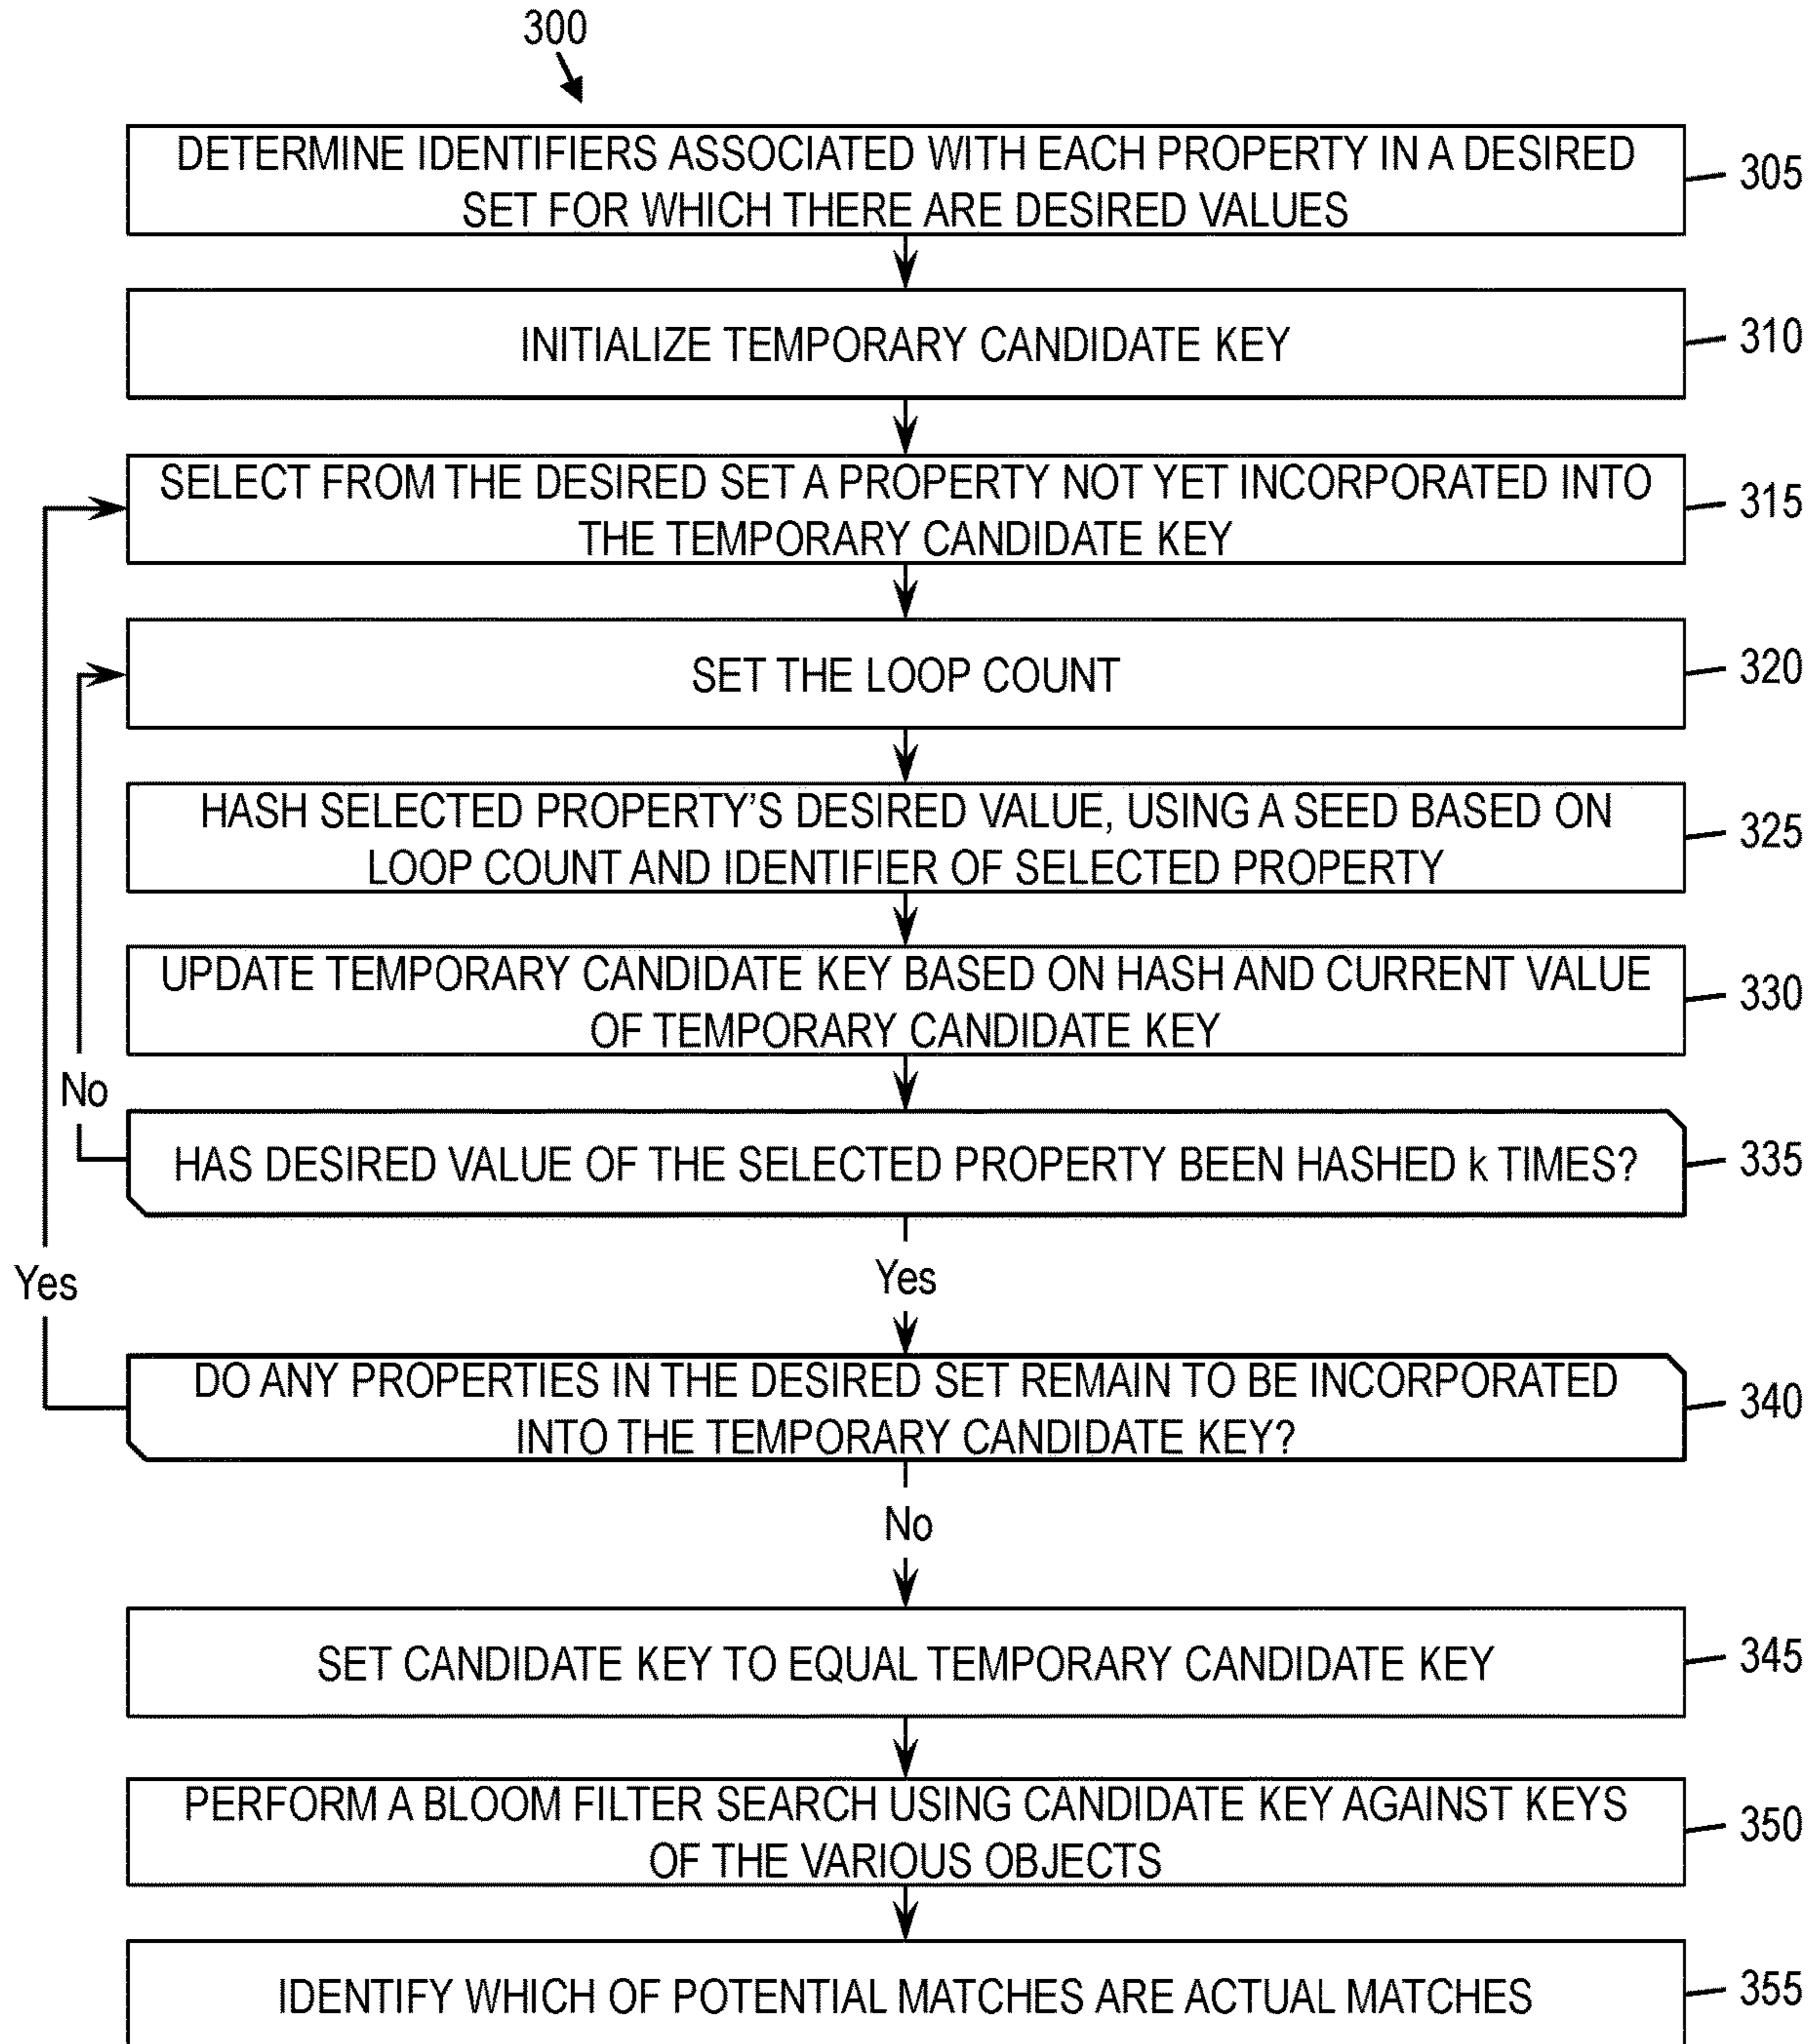 300
DETERMINE IDENTIFIERS ASSOCIATED WITH EACH PROPERTY IN A DESIRED
SET FOR WHICH THERE ARE DESIRED VALUES
305
INITIALIZE TEMPORARY CANDIDATE KEY
310
SELECT FROM THE DESIRED SET A PROPERTY NOT YET INCORPORATED INTO
THE TEMPORARY CANDIDATE KEY
315
SET THE LOOP COUNT
320
HASH SELECTED PROPERTY'S DESIRED VALUE, USING A SEED BASED ON
LOOP COUNT AND IDENTIFIER OF SELECTED PROPERTY
325
UPDATE TEMPORARY CANDIDATE KEY BASED ON HASH AND CURRENT VALUE
OF TEMPORARY CANDIDATE KEY
330
No
HAS DESIRED VALUE OF THE SELECTED PROPERTY BEEN HASHED k TIMES?
335
Yes
Yes
DO ANY PROPERTIES IN THE DESIRED SET REMAIN TO BE INCORPORATED
INTO THE TEMPORARY CANDIDATE KEY?
340
No
SET CANDIDATE KEY TO EQUAL TEMPORARY CANDIDATE KEY
345
PERFORM A BLOOM FILTER SEARCH USING CANDIDATE KEY AGAINST KEYS
OF THE VARIOUS OBJECTS
350
IDENTIFY WHICH OF POTENTIAL MATCHES ARE ACTUAL MATCHES
355